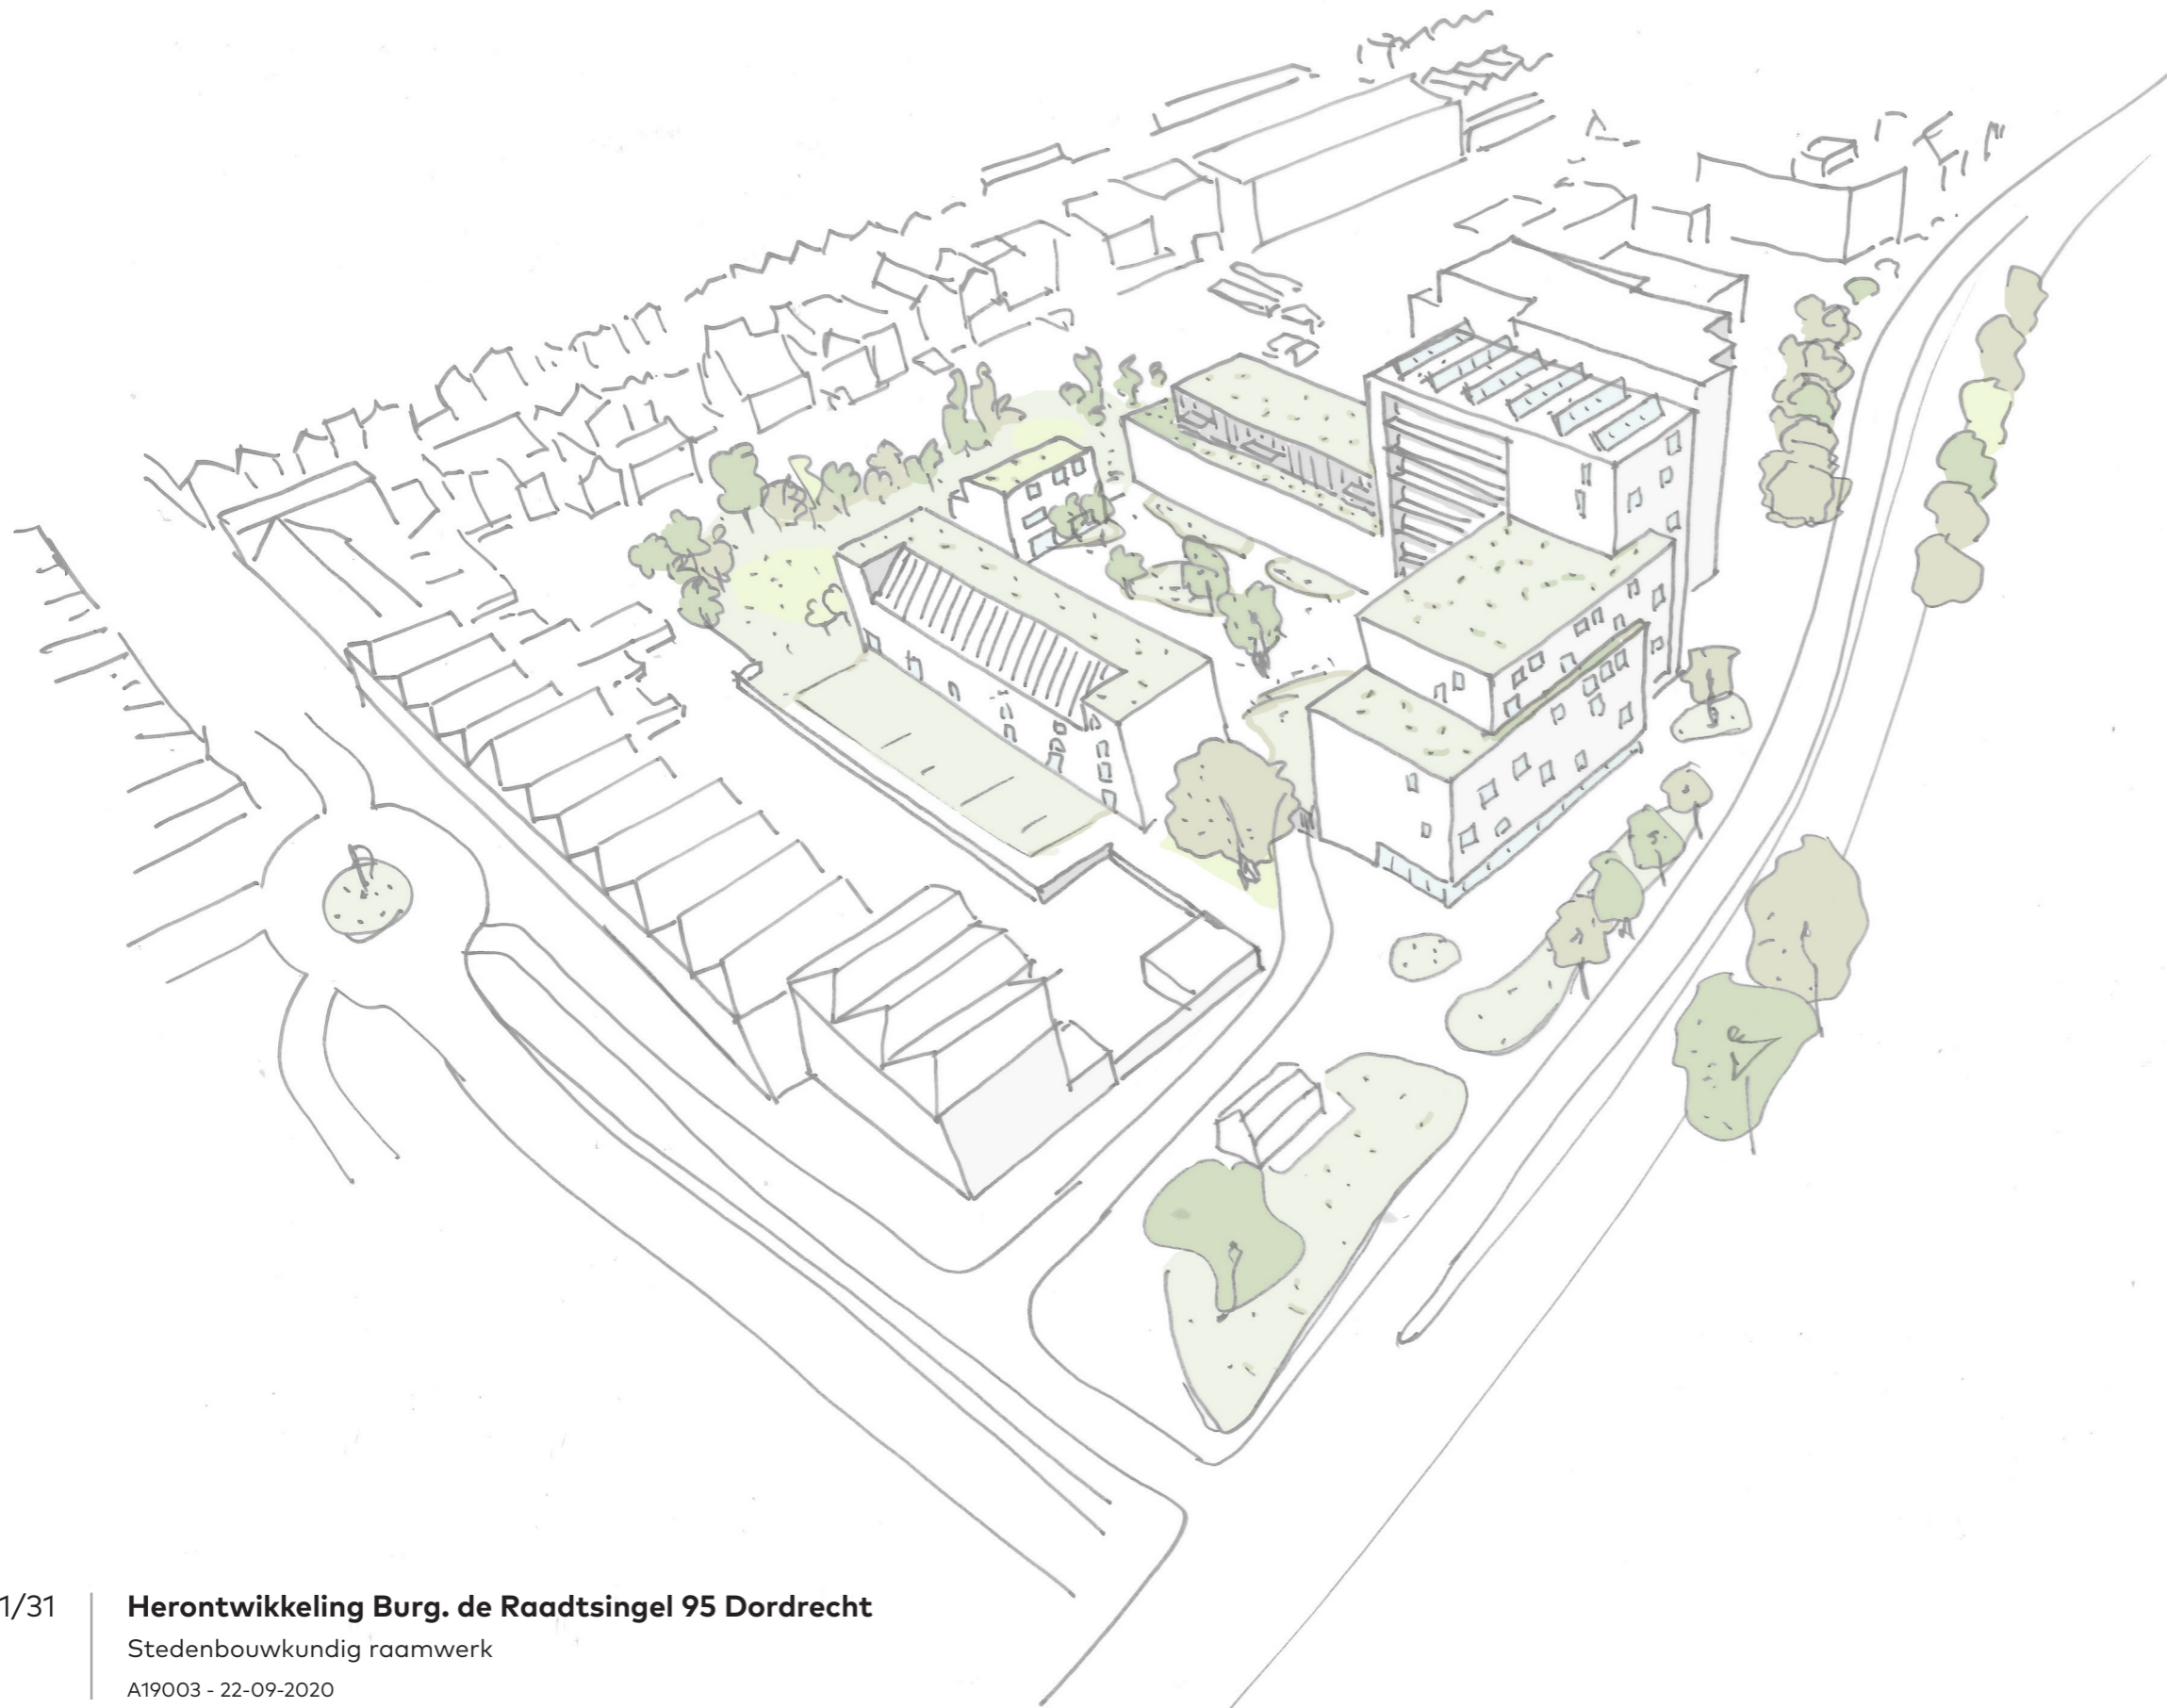 1/31
Herontwikkeling Burg. de Raadtsingel 95 Dordrecht
Stedenbouwkundig raamwerk
A19003 - 22-09-2020